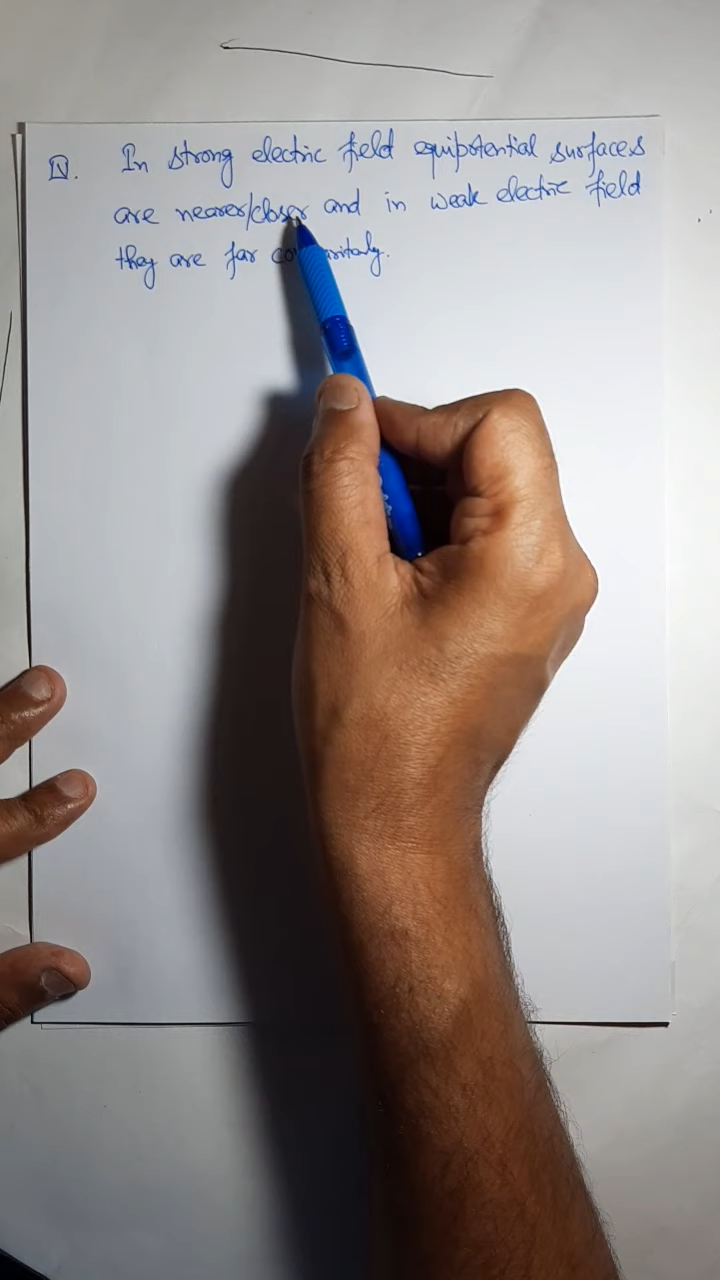 IV. In strong electric field equipotential surfaces
are nearer/closer and in weak electric field
they are far